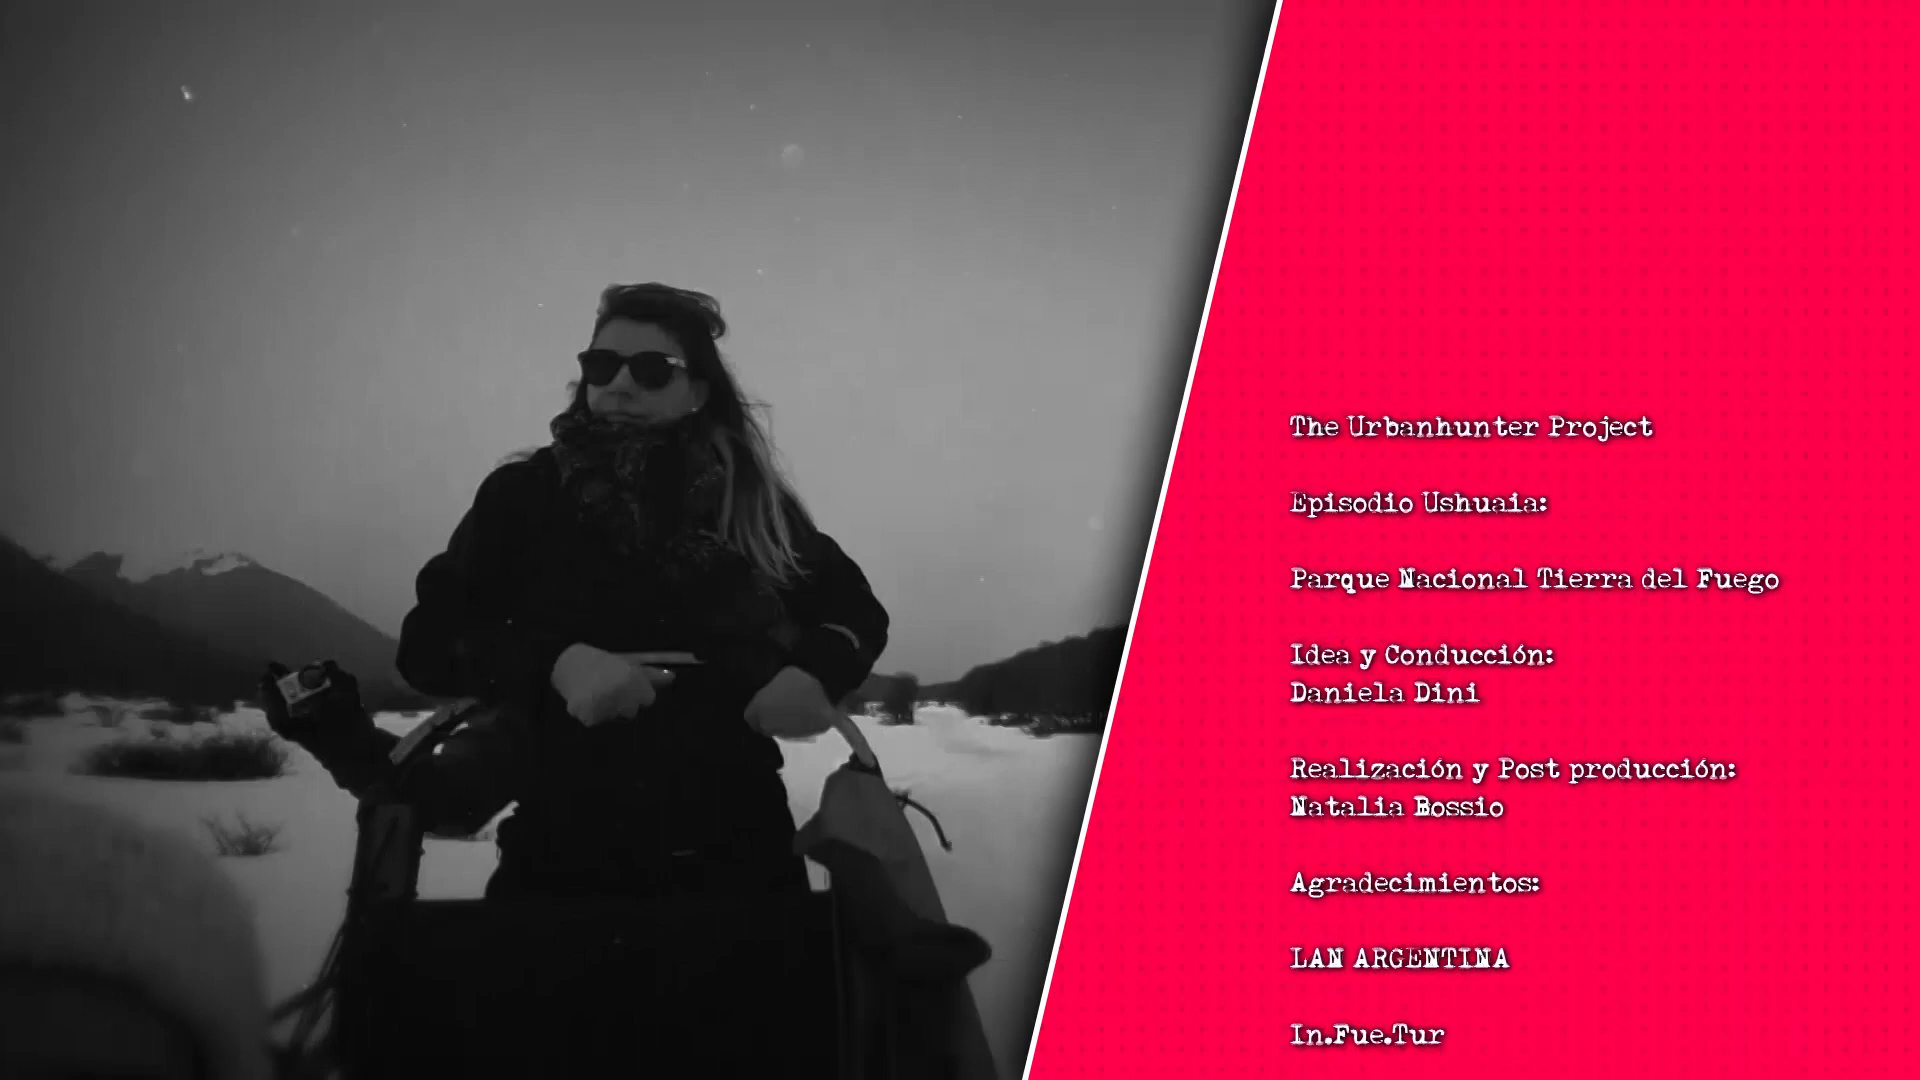 The Urbanhunter Project
Episodio Ushuaia:
Parque Nacional Tierra del Fuego
Idea y Conducción:
Daniela Dini
Realización y Post producción:
Natalia Bossio
Agradecimientos:
LAN ARGENTINA
In.Fue.Tur